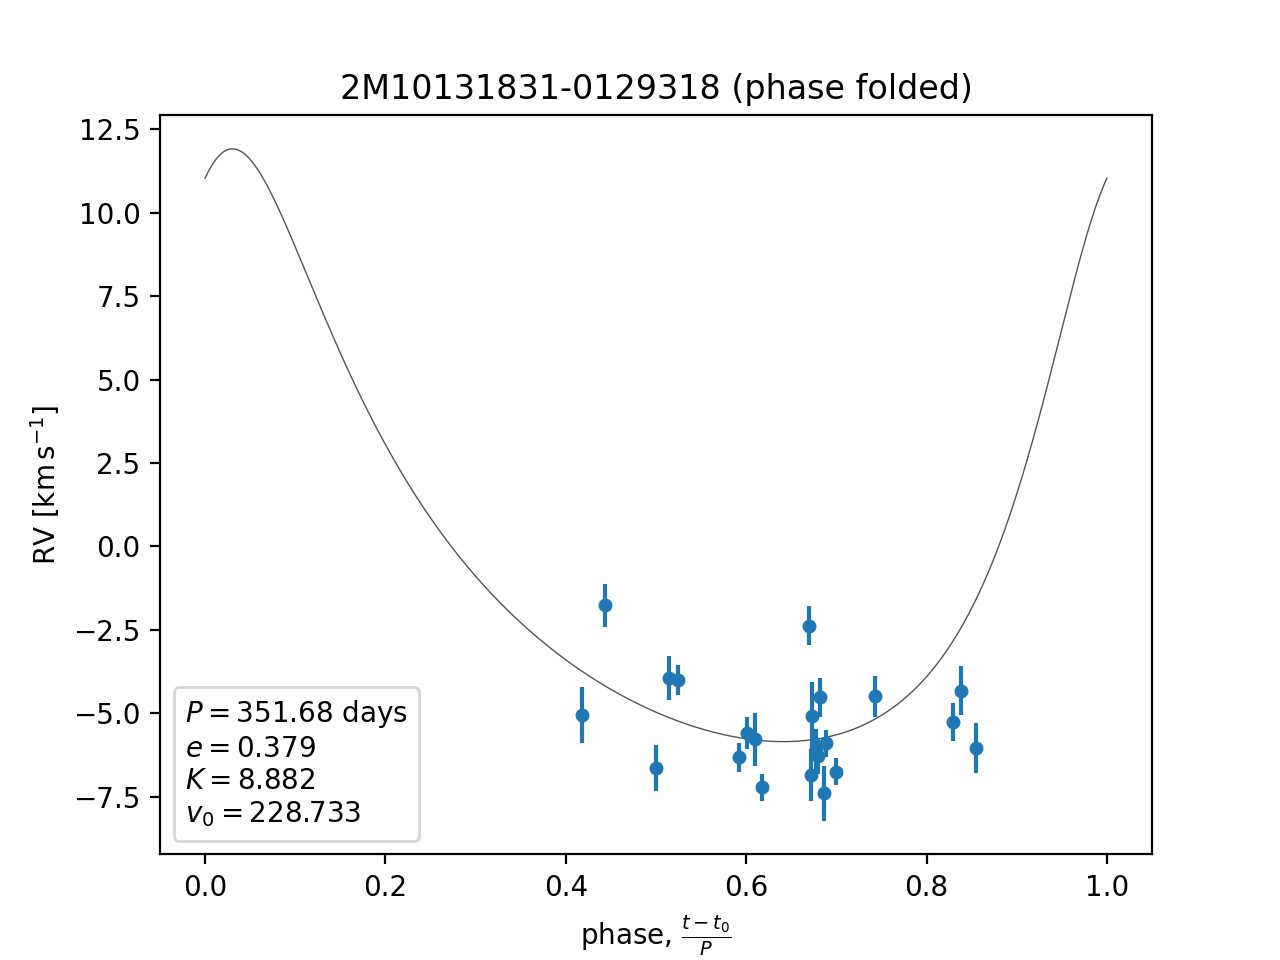 2M10131831-0129318 (phase folded)
RV [km s⁻¹]
12.5
10.0
7.5
5.0
2.5
0.0
−2.5
−5.0
−7.5
P = 351.68 days
e = 0.379
K = 8.882
v₀ = 228.733
0.0 0.2 0.4 0.6 0.8 1.0
phase, (t − t₀)/P